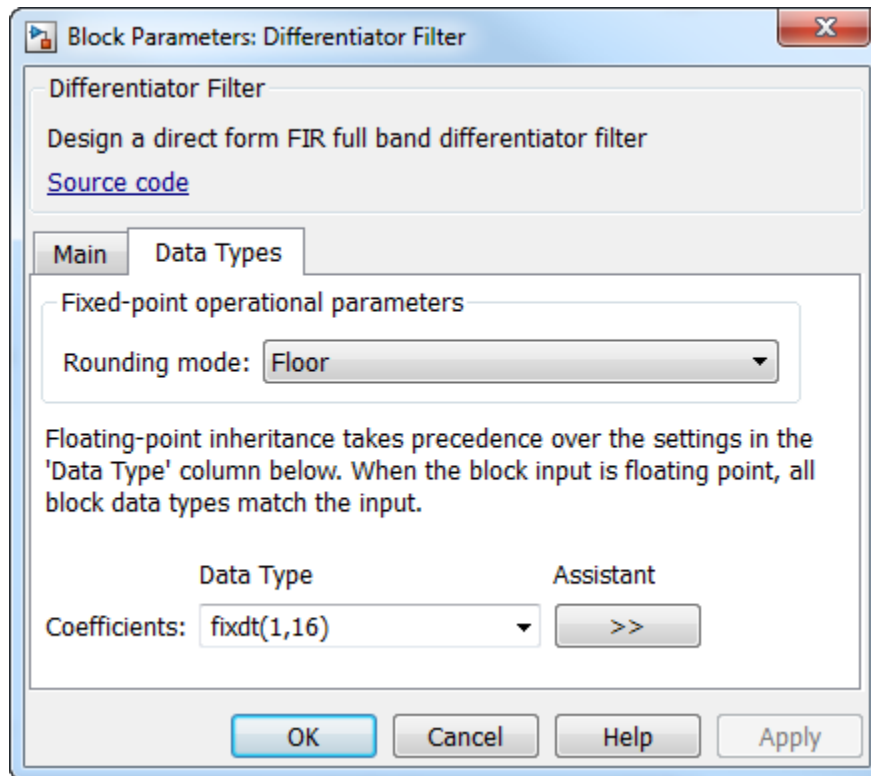 Block Parameters: Differentiator Filter
X
Differentiator Filter
Design a direct form FIR full band differentiator filter
Source code
Main Data Types
Fixed-point operational parameters
Rounding mode: Floor
Floating-point inheritance takes precedence over the settings in the
'Data Type' column below. When the block input is floating point, all
block data types match the input.
Data Type Assistant
Coefficients: fixdt(1,16) >>
OK Cancel Help Apply